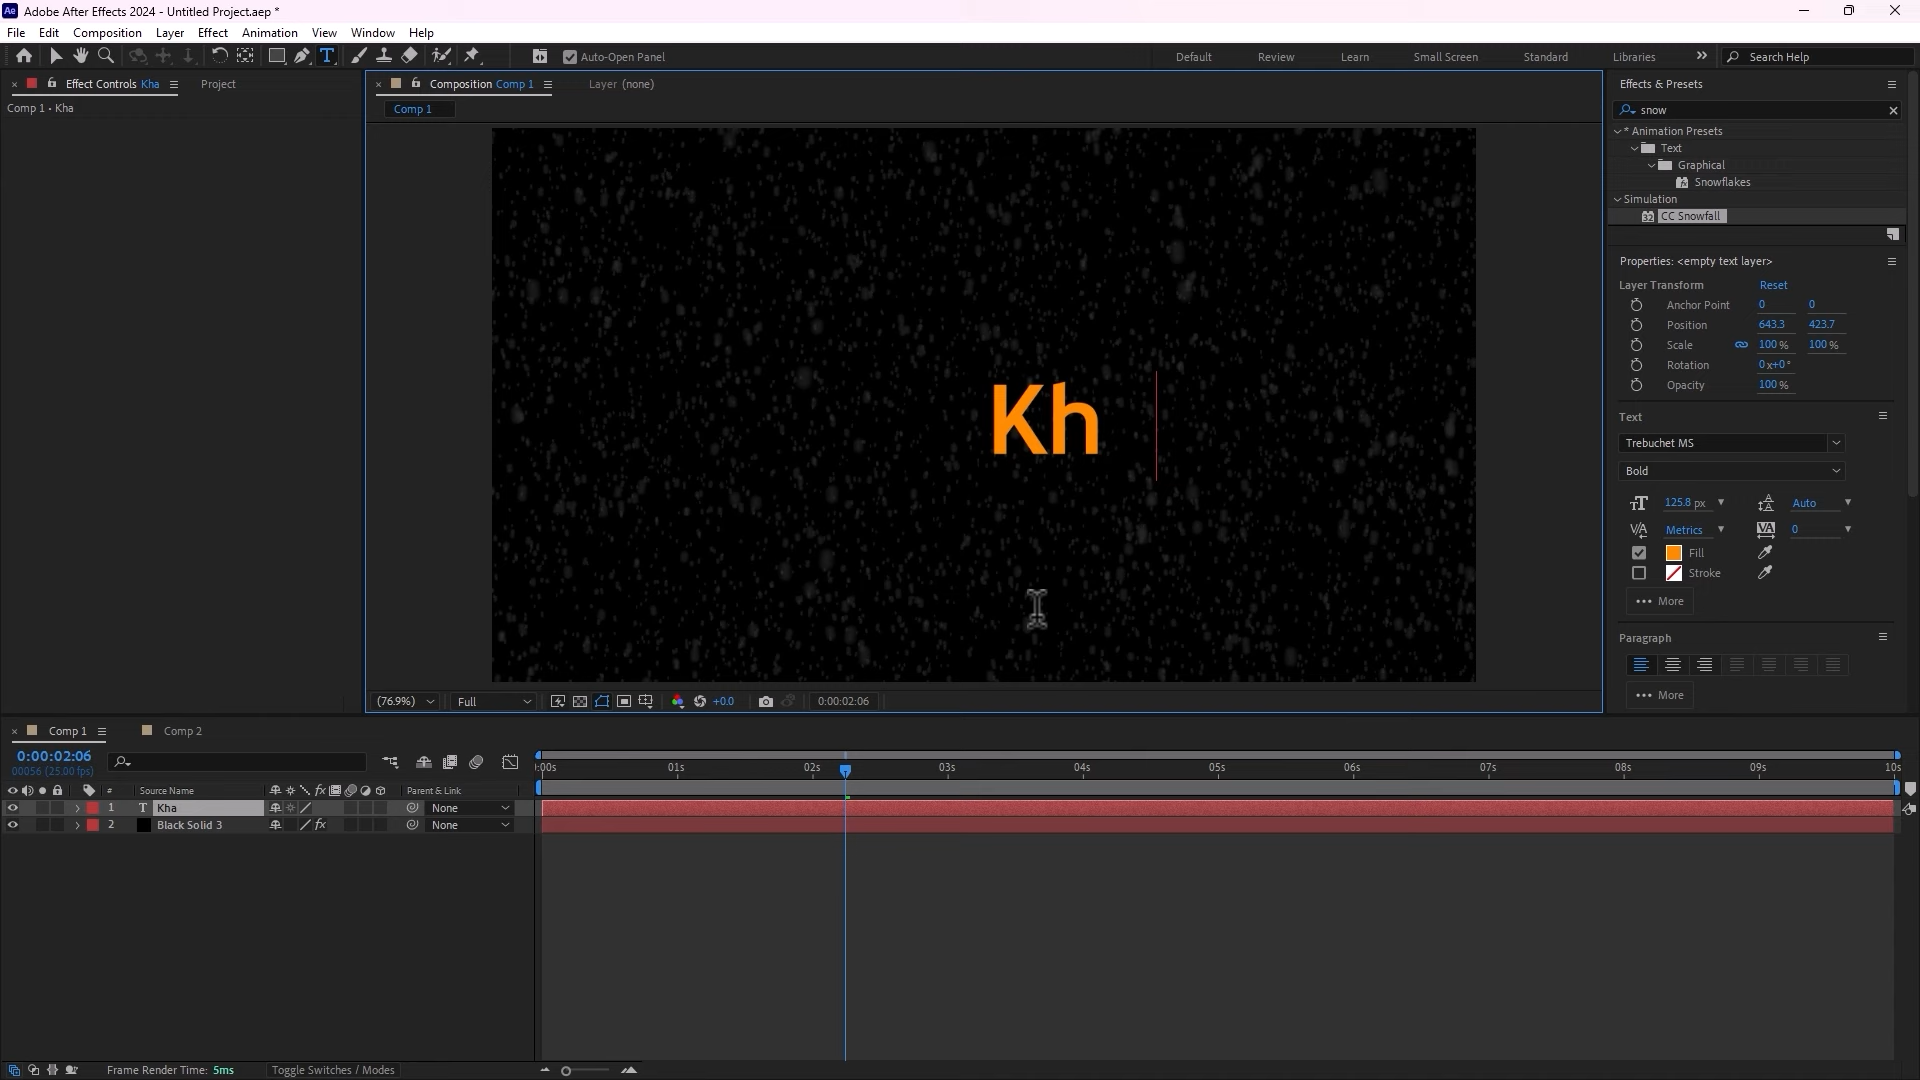 Ae Adobe After Effects 2024 - Untitled Project.aep *
File Edit Composition Layer Effect Animation View Window Help
Auto-Open Panel Default Review Learn Small Screen Standard Libraries Search Help
Effect Controls Kha Project
Comp 1 • Kha
Composition Comp 1 Layer (none)
Comp 1
Kh
(76.9%) Full +0.0 0:00:02:06
Effects & Presets
snow
* Animation Presets
Text
Graphical
Snowflakes
Simulation
32 CC Snowfall
Properties: <empty text layer>
Layer Transform Reset
Anchor Point 0 0
Position 643.3 423.7
Scale 100 % 100 %
Rotation 0x+0°
Opacity 100 %
Text
Trebuchet MS
Bold
125.8 px Auto
Metrics 0
Fill
Stroke
More
Paragraph
More
Comp 1 Comp 2
0:00:02:06
00056 (25.00 fps)
# Source Name fx Parent & Link
1 T Kha None
2 Black Solid 3 fx None
:00s 01s 02s 03s 04s 05s 06s 07s 08s 09s 10s
Frame Render Time: 5ms Toggle Switches / Modes